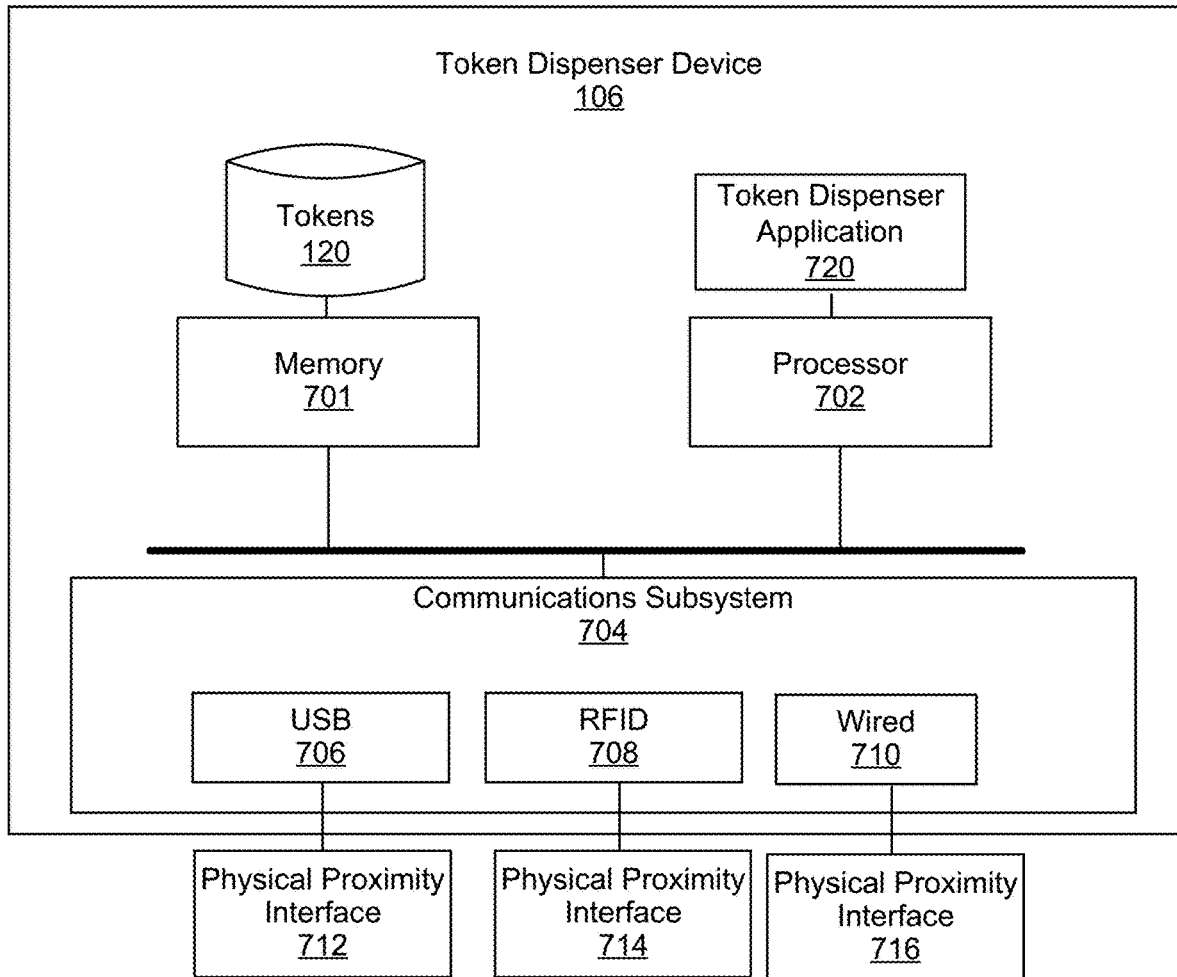 Token Dispenser Device
106
Tokens
120
Token Dispenser
Application
720
Memory
701
Processor
702
Communications Subsystem
704
USB
706
RFID
708
Wired
710
Physical Proximity
Interface
712
Physical Proximity
Interface
714
Physical Proximity
Interface
716